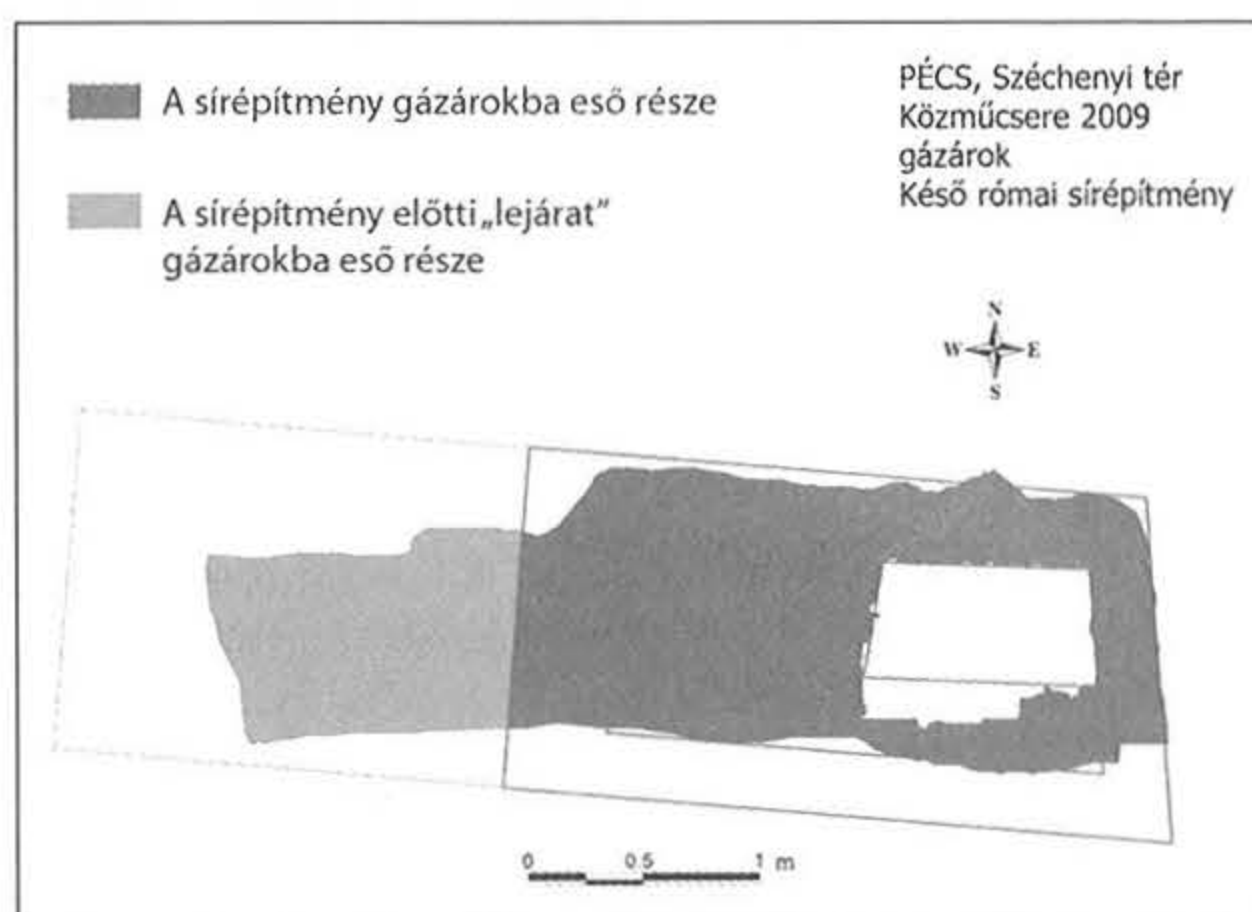 A sírépítmény gázárokba eső része
A sírépítmény előtti „lejárat”
gázárokba eső része
PÉCS, Széchenyi tér
Közműcsere 2009
gázárok
Késő római sírépítmény
N
W E
S
0 0.5 1 m